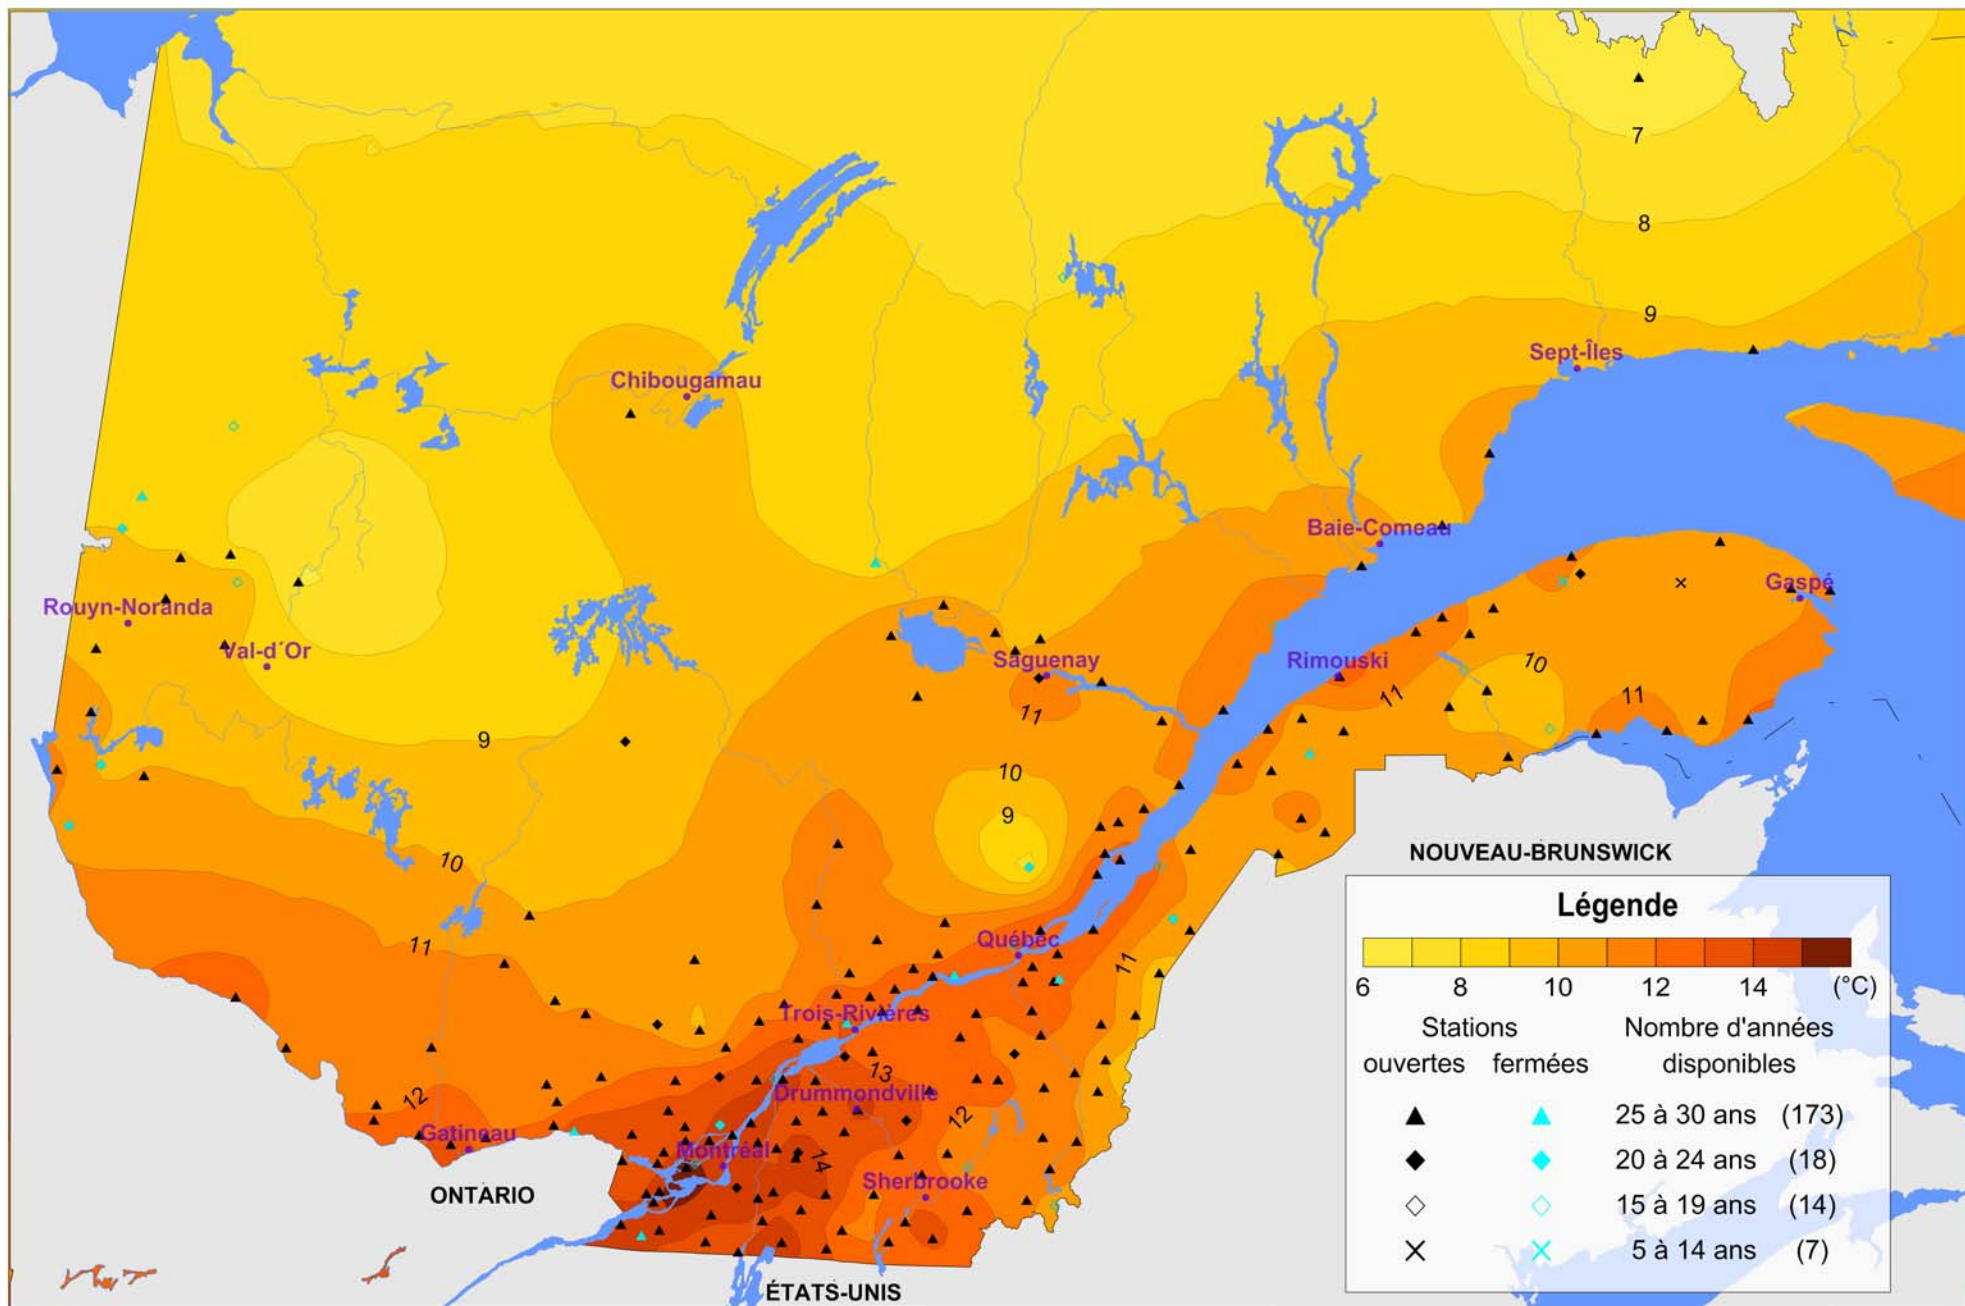 7
8
9
Sept-Îles
Chibougamau
Baie-Comeau
Gaspé
Rouyn-Noranda
Val-d´Or
Saguenay
Rimouski
10
11
11
11
9
10
9
10
NOUVEAU-BRUNSWICK
11
Québec
11
Trois-Rivières
13
12
Drummondville
12
Gatineau
Montréal
14
Sherbrooke
ONTARIO
ÉTATS-UNIS
Légende
6 8 10 12 14 (°C)
Stations Nombre d'années
ouvertes fermées disponibles
25 à 30 ans (173)
20 à 24 ans (18)
15 à 19 ans (14)
5 à 14 ans (7)